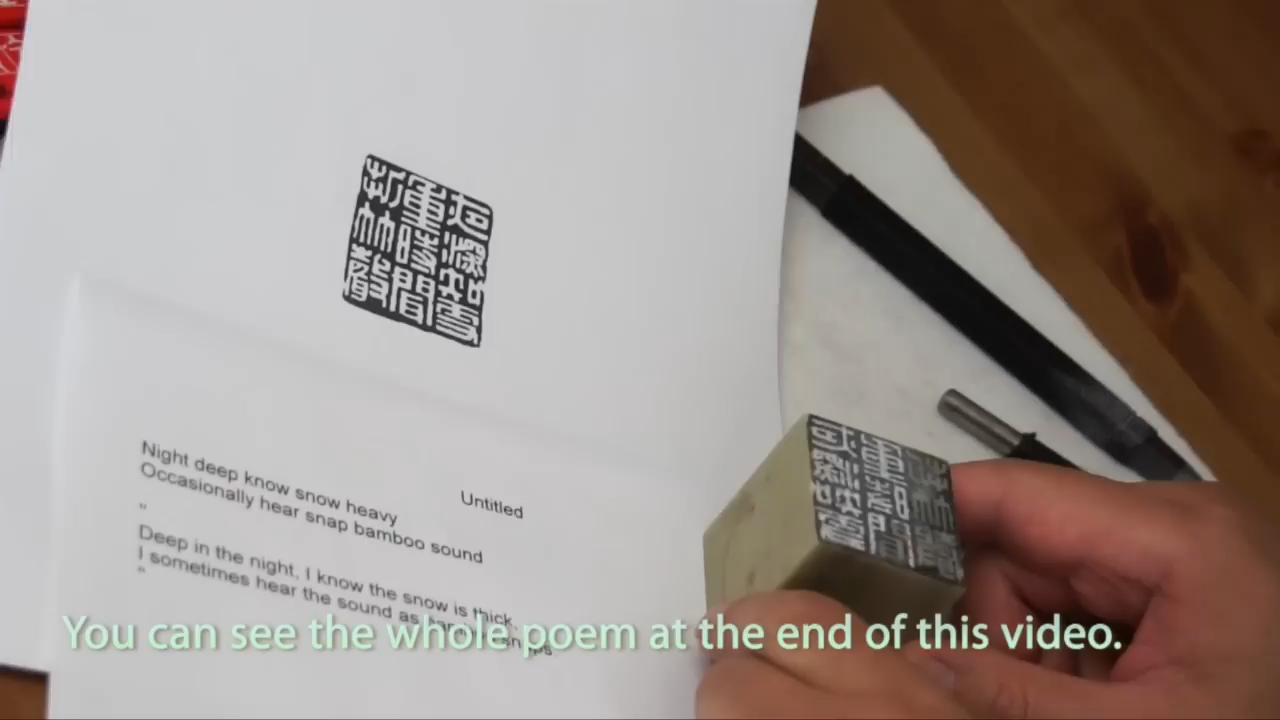 夜深知雪
重時聞
折竹聲
Night deep know snow heavy
Occasionally hear snap bamboo sound
"
Untitled
Deep in the night, I know the snow is thick,
I sometimes hear the sound as
"
You can see the whole poem at the end of this video.